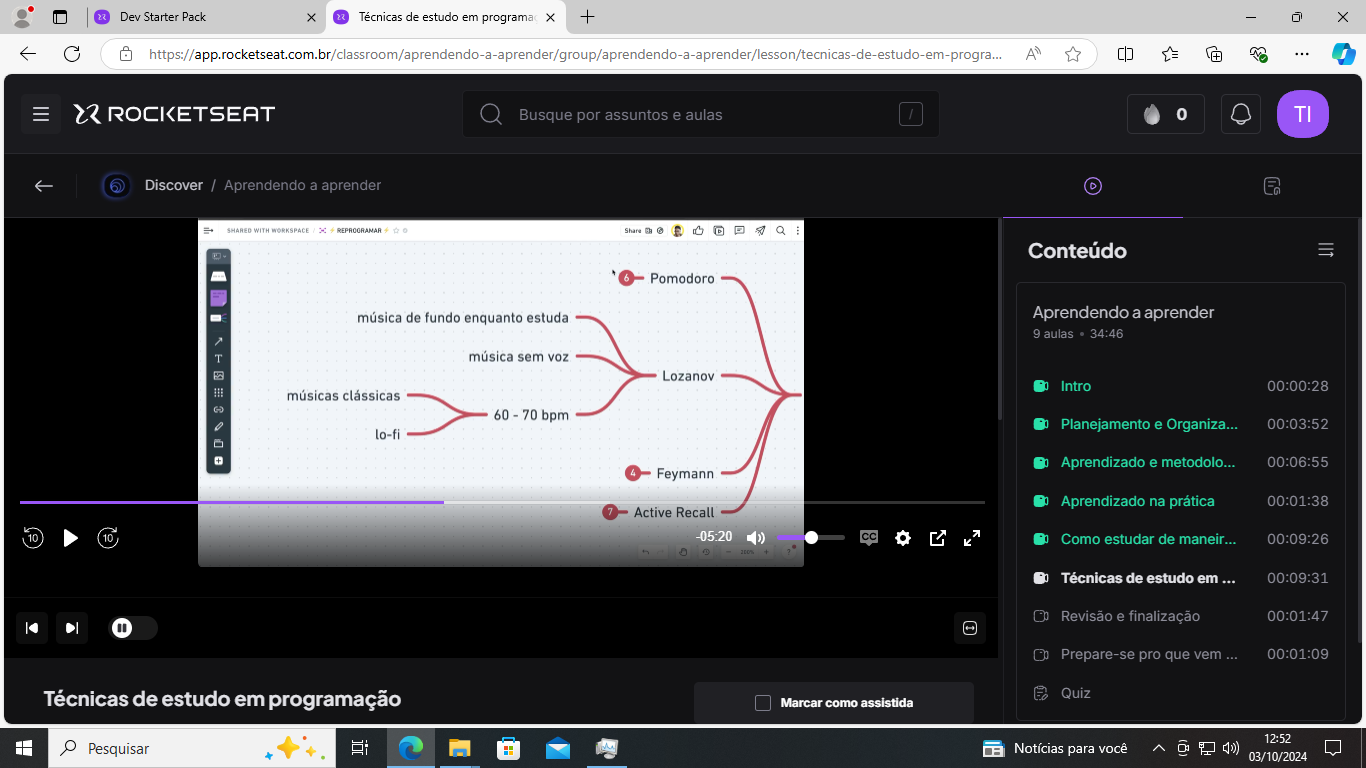 Dev Starter Pack
Técnicas de estudo em programa
https://app.rocketseat.com.br/classroom/aprendendo-a-aprender/group/aprendendo-a-aprender/lesson/tecnicas-de-estudo-em-progra...
ROCKETSEAT
Busque por assuntos e aulas
/
0
TI
Discover / Aprendendo a aprender
SHARED WITH WORKSPACE / ⚡ REPROGRAMAR ⚡
Share
6 Pomodoro
música de fundo enquanto estuda
música sem voz
Lozanov
músicas clássicas
60 - 70 bpm
lo-fi
4 Feymann
7 Active Recall
10
10
-05:20
CC
200%
Técnicas de estudo em programação
Marcar como assistida
Conteúdo
Aprendendo a aprender
9 aulas • 34:46
Intro 00:00:28
Planejamento e Organiza... 00:03:52
Aprendizado e metodolo... 00:06:55
Aprendizado na prática 00:01:38
Como estudar de maneir... 00:09:26
Técnicas de estudo em ... 00:09:31
Revisão e finalização 00:01:47
Prepare-se pro que vem ... 00:01:09
Quiz
Pesquisar
Notícias para você
12:52
03/10/2024